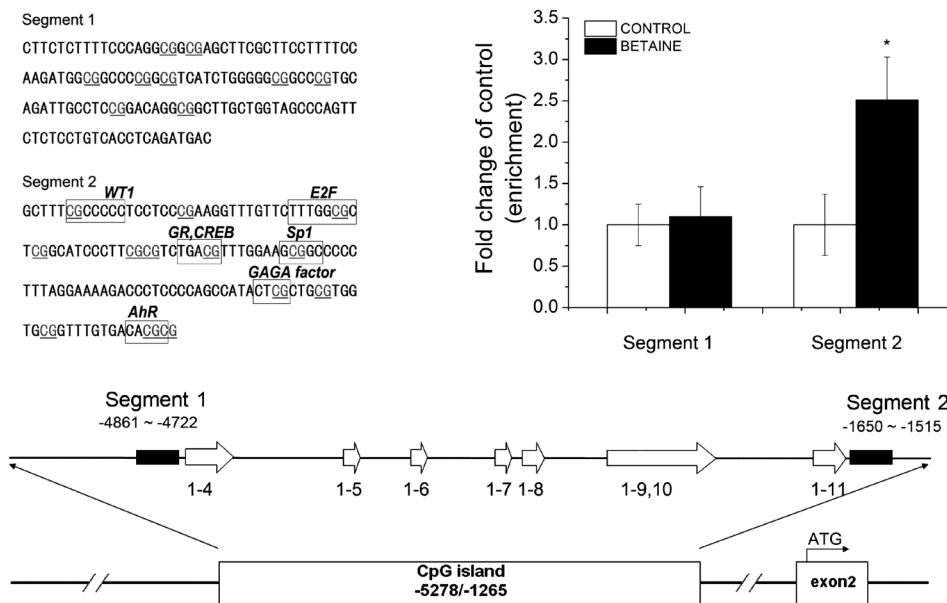 Segment 1
CTTCTCTTTTCCCAGGCGGCGAGCTTCGCTTCCTTTTCC
AAGATGGCGGCCCCGGCGTCATCTGGGGGCGGCCCGTGC
AGATTGCCTCCGGACAGGCGGCTTGCTGGTAGCCCAGTT
CTCTCCTGTCACCTCAGATGAC
Segment 2
WT1
E2F
GCTTTCGCCCCCTCCTCCCGAAGGTTTGTTCTTTGGCGC
GR,CREB
Sp1
TCGGCATCCCTTCGCGTCTGACGTTTGGAAGCGGCCCCC
GAGA factor
TTTAGGAAAAGACCCTCCCCAGCCATACTCGCTGCGTGG
AhR
TGCGGTTTGTGACACGCG
Fold change of control
(enrichment)
3.5
3.0
2.5
2.0
1.5
1.0
0.5
0.0
CONTROL
BETAINE
*
Segment 1
Segment 2
Segment 1
-4861 ~ -4722
Segment 2
-1650 ~ -1515
1-4
1-5
1-6
1-7
1-8
1-9,10
1-11
CpG island
-5278/-1265
ATG
exon2